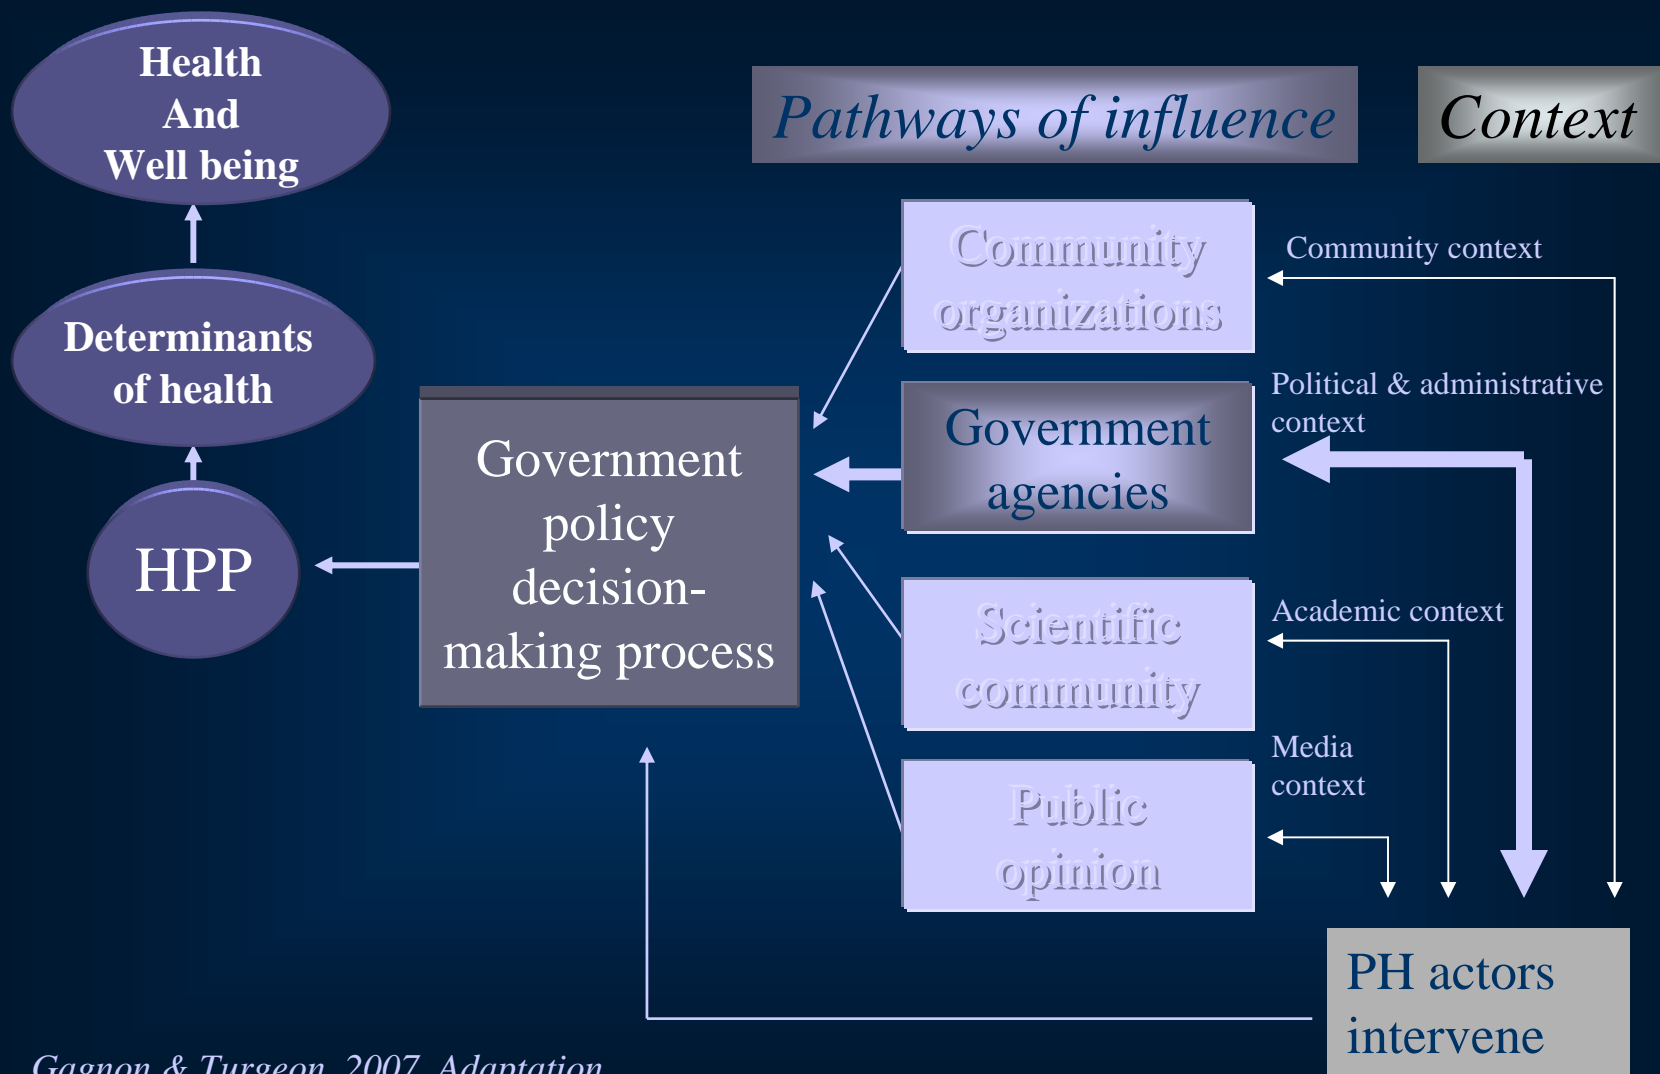 Health
And
Well being
Pathways of influence
Context
Community
organizations
Community context
Determinants
of health
Political & administrative
context
Government
agencies
Government
policy
decision-
making process
HPP
Scientific
community
Academic context
Media
context
Public
opinion
PH actors
intervene
Gagnon & Turgeon, 2007, Adaptation